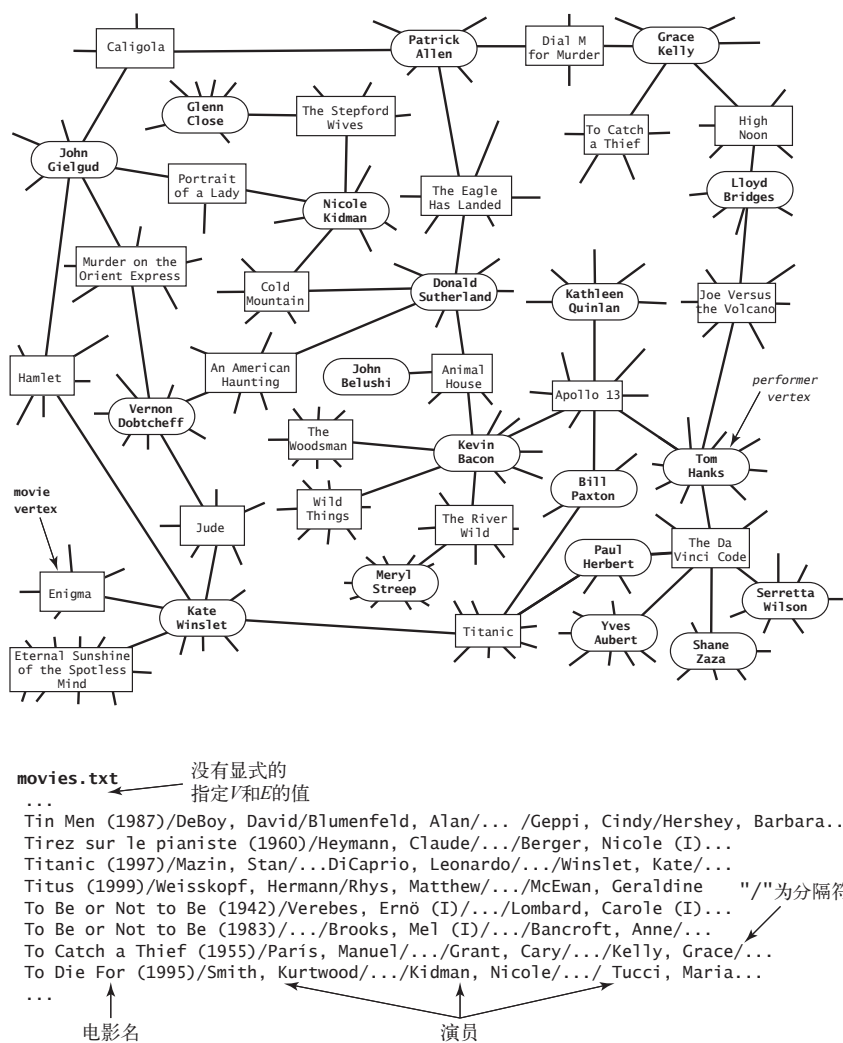 Caligola
Patrick
Allen
Dial M
for Murder
Grace
Kelly
Glenn
Close
The Stepford
Wives
To Catch
a Thief
High
Noon
John
Gielgud
Portrait
of a Lady
Nicole
Kidman
The Eagle
Has Landed
Lloyd
Bridges
Murder on the
Orient Express
Cold
Mountain
Donald
Sutherland
Kathleen
Quinlan
Joe Versus
the Volcano
Hamlet
An American
Haunting
John
Belushi
Animal
House
Apollo 13
performer
vertex
Vernon
Dobtcheff
The
Woodsman
Kevin
Bacon
Tom
Hanks
movie
vertex
Jude
Wild
Things
The River
Wild
Bill
Paxton
Paul
Herbert
The Da
Vinci Code
Enigma
Kate
Winslet
Meryl
Streep
Titanic
Yves
Aubert
Shane
Zaza
Serretta
Wilson
Eternal Sunshine
of the Spotless
Mind
movies.txt
没有显式的
指定V和E的值
...
Tin Men (1987)/DeBoy, David/Blumenfeld, Alan/... /Geppi, Cindy/Hershey, Barbara..
Tirez sur le pianiste (1960)/Heymann, Claude/.../Berger, Nicole (I)...
Titanic (1997)/Mazin, Stan/...DiCaprio, Leonardo/.../Winslet, Kate/...
Titus (1999)/Weisskopf, Hermann/Rhys, Matthew/.../McEwan, Geraldine
"/"为分隔符
To Be or Not to Be (1942)/Verebes, Ernö (I)/.../Lombard, Carole (I)...
To Be or Not to Be (1983)/.../Brooks, Mel (I)/.../Bancroft, Anne/...
To Catch a Thief (1955)/París, Manuel/.../Grant, Cary/.../Kelly, Grace/...
To Die For (1995)/Smith, Kurtwood/.../Kidman, Nicole/.../ Tucci, Maria...
...
电影名
演员